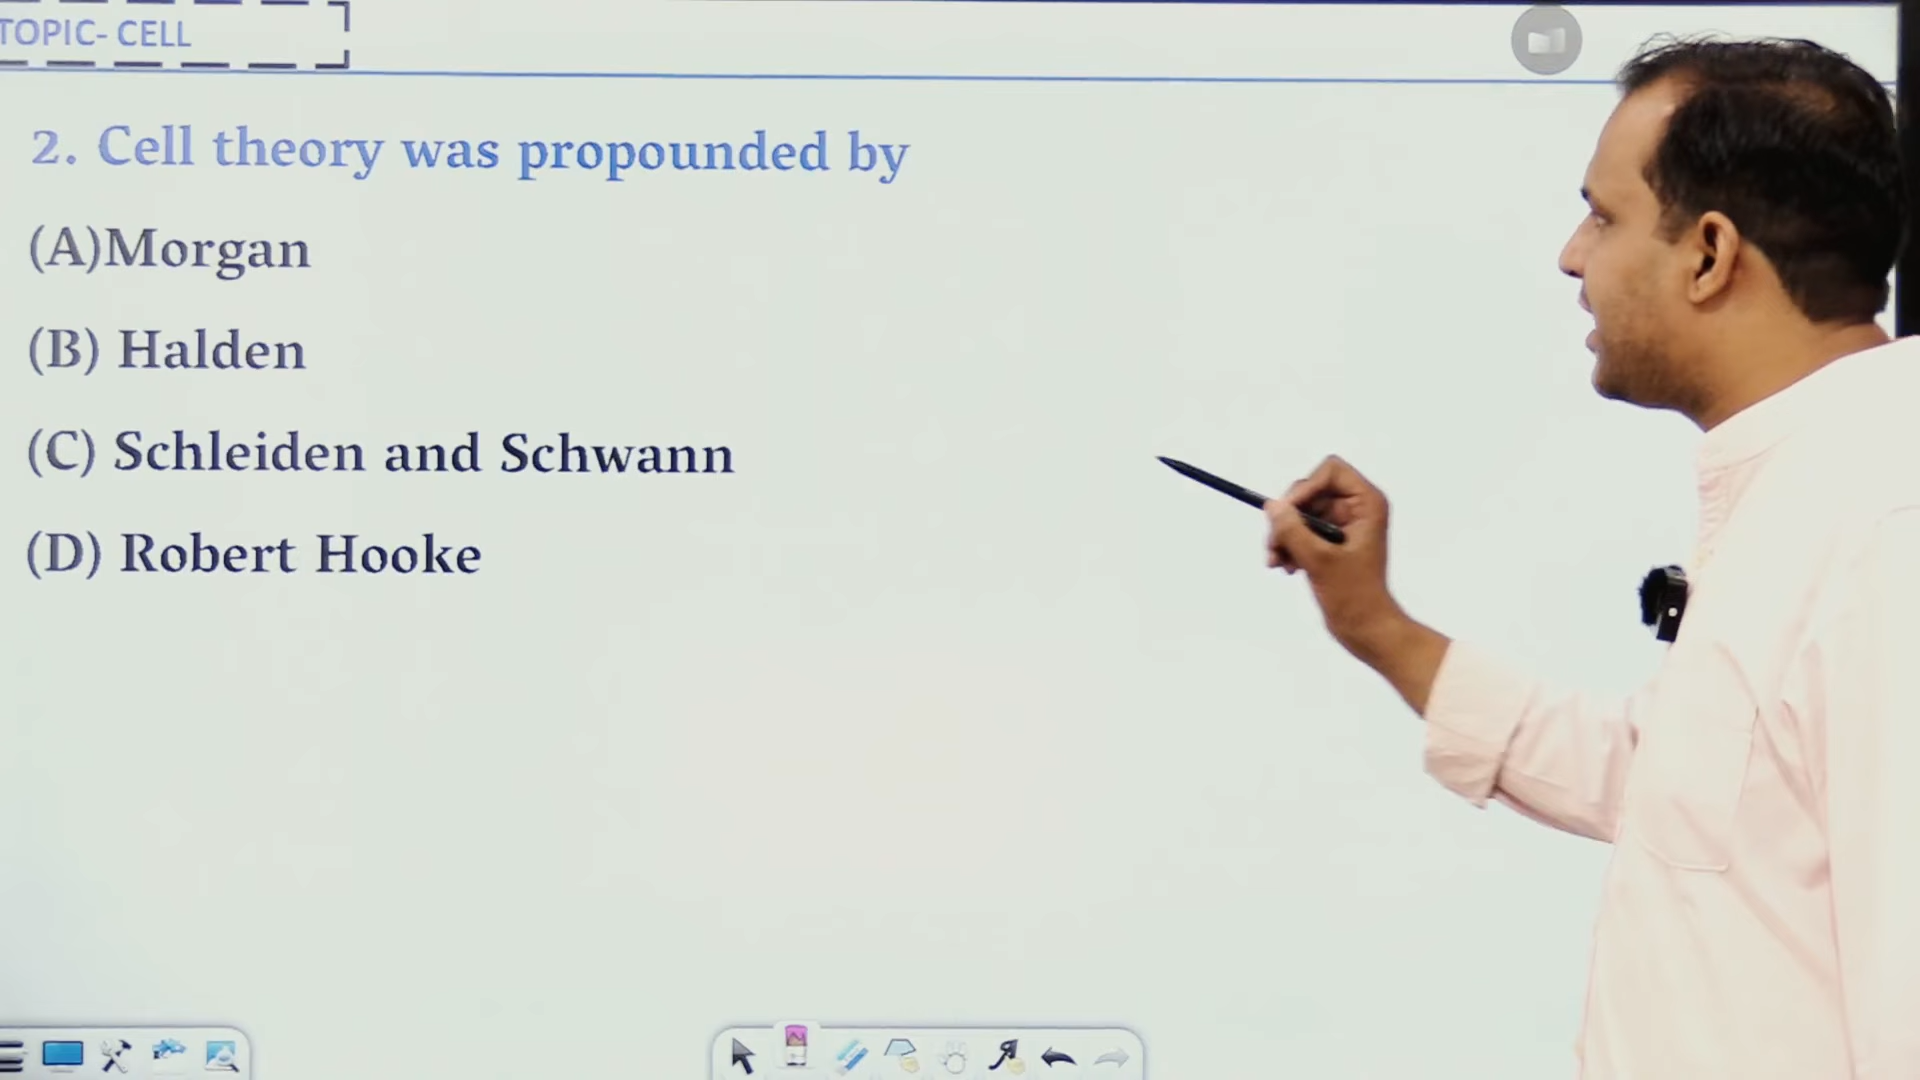 TOPIC- CELL
2. Cell theory was propounded by
(A)Morgan
(B) Halden
(C) Schleiden and Schwann
(D) Robert Hooke